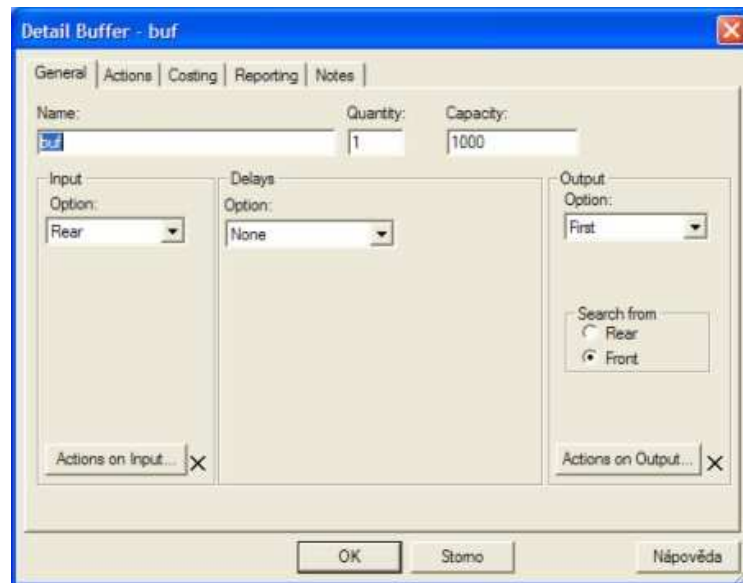 Detail Buffer - buf
General Actions Costing Reporting Notes
Name: Quantity: Capacity:
buf 1 1000
Input Delays Output
Option: Option: Option:
Rear None First
Search from
Rear
Front
Actions on Input... X Actions on Output... X
OK Storno Nápověda